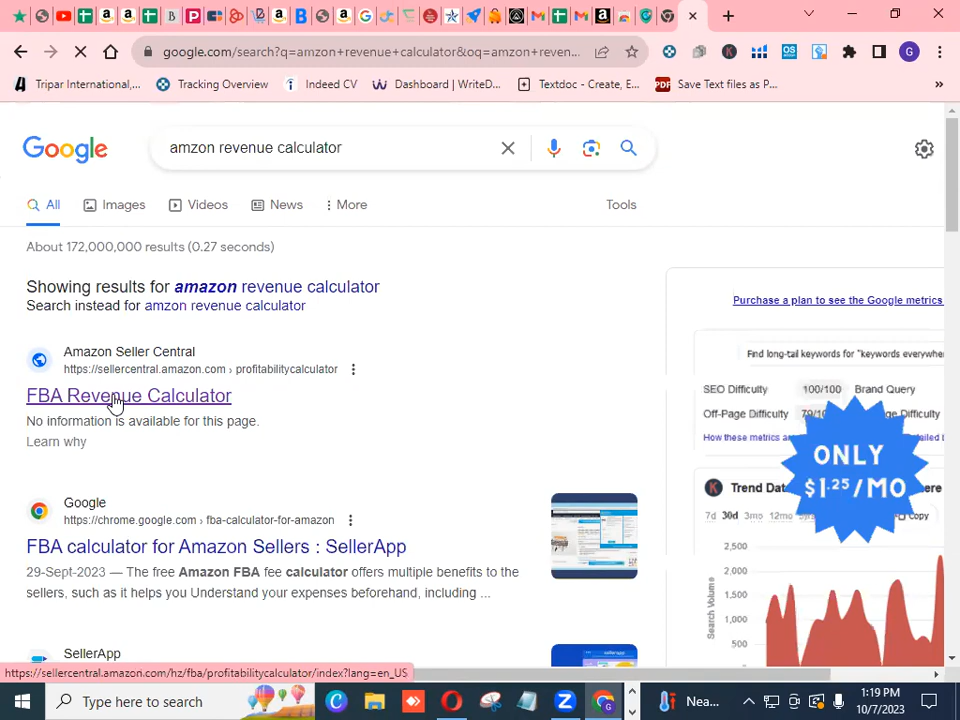 google.com/search?q=amzon+revenue+calculator&oq=amzon+reven...
G
Tripar International,...
Tracking Overview
Indeed CV
Dashboard | WriteD...
Textdoc - Create, E...
PDF
Save Text files as P...
»
Google
amzon revenue calculator
All
Images
Videos
News
More
Tools
About 172,000,000 results (0.27 seconds)
Showing results for amazon revenue calculator
Search instead for amzon revenue calculator
Amazon Seller Central
https://sellercentral.amazon.com › profitabilitycalculator
FBA Revenue Calculator
No information is available for this page.
Learn why
Google
https://chrome.google.com › fba-calculator-for-amazon
FBA calculator for Amazon Sellers : SellerApp
29-Sept-2023 — The free Amazon FBA fee calculator offers multiple benefits to the
sellers, such as it helps you Understand your expenses beforehand, including ...
SellerApp
Purchase a plan to see the Google metrics
Find long-tail keywords for "keywords everywhe
SEO Difficulty
100/100
Brand Query
Off-Page Difficulty
How these metrics
ONLY
$1.25/MO
K
Trend Dat
7d
30d
3mo
12m
Copy
2,500
2,000
1,500
1,000
500
Search Volume
https://sellercentral.amazon.com/hz/fba/profitabilitycalculator/index?lang=en_US
Type here to search
Nea...
1:19 PM
10/7/2023